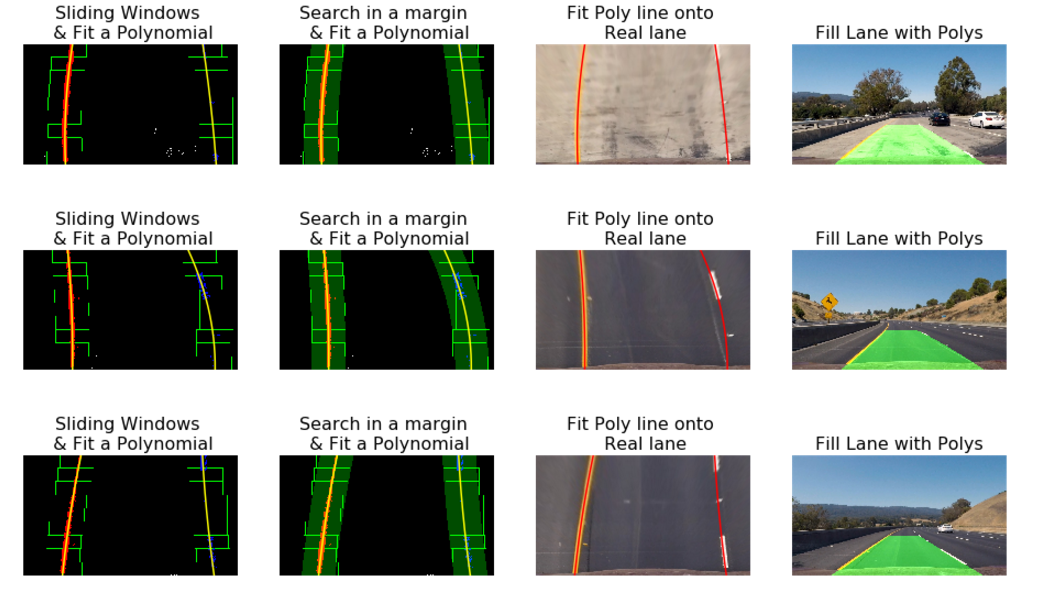 Sliding Windows
& Fit a Polynomial
Search in a margin
& Fit a Polynomial
Fit Poly line onto
Real lane
Fill Lane with Polys
Sliding Windows
& Fit a Polynomial
Search in a margin
& Fit a Polynomial
Fit Poly line onto
Real lane
Fill Lane with Polys
Sliding Windows
& Fit a Polynomial
Search in a margin
& Fit a Polynomial
Fit Poly line onto
Real lane
Fill Lane with Polys